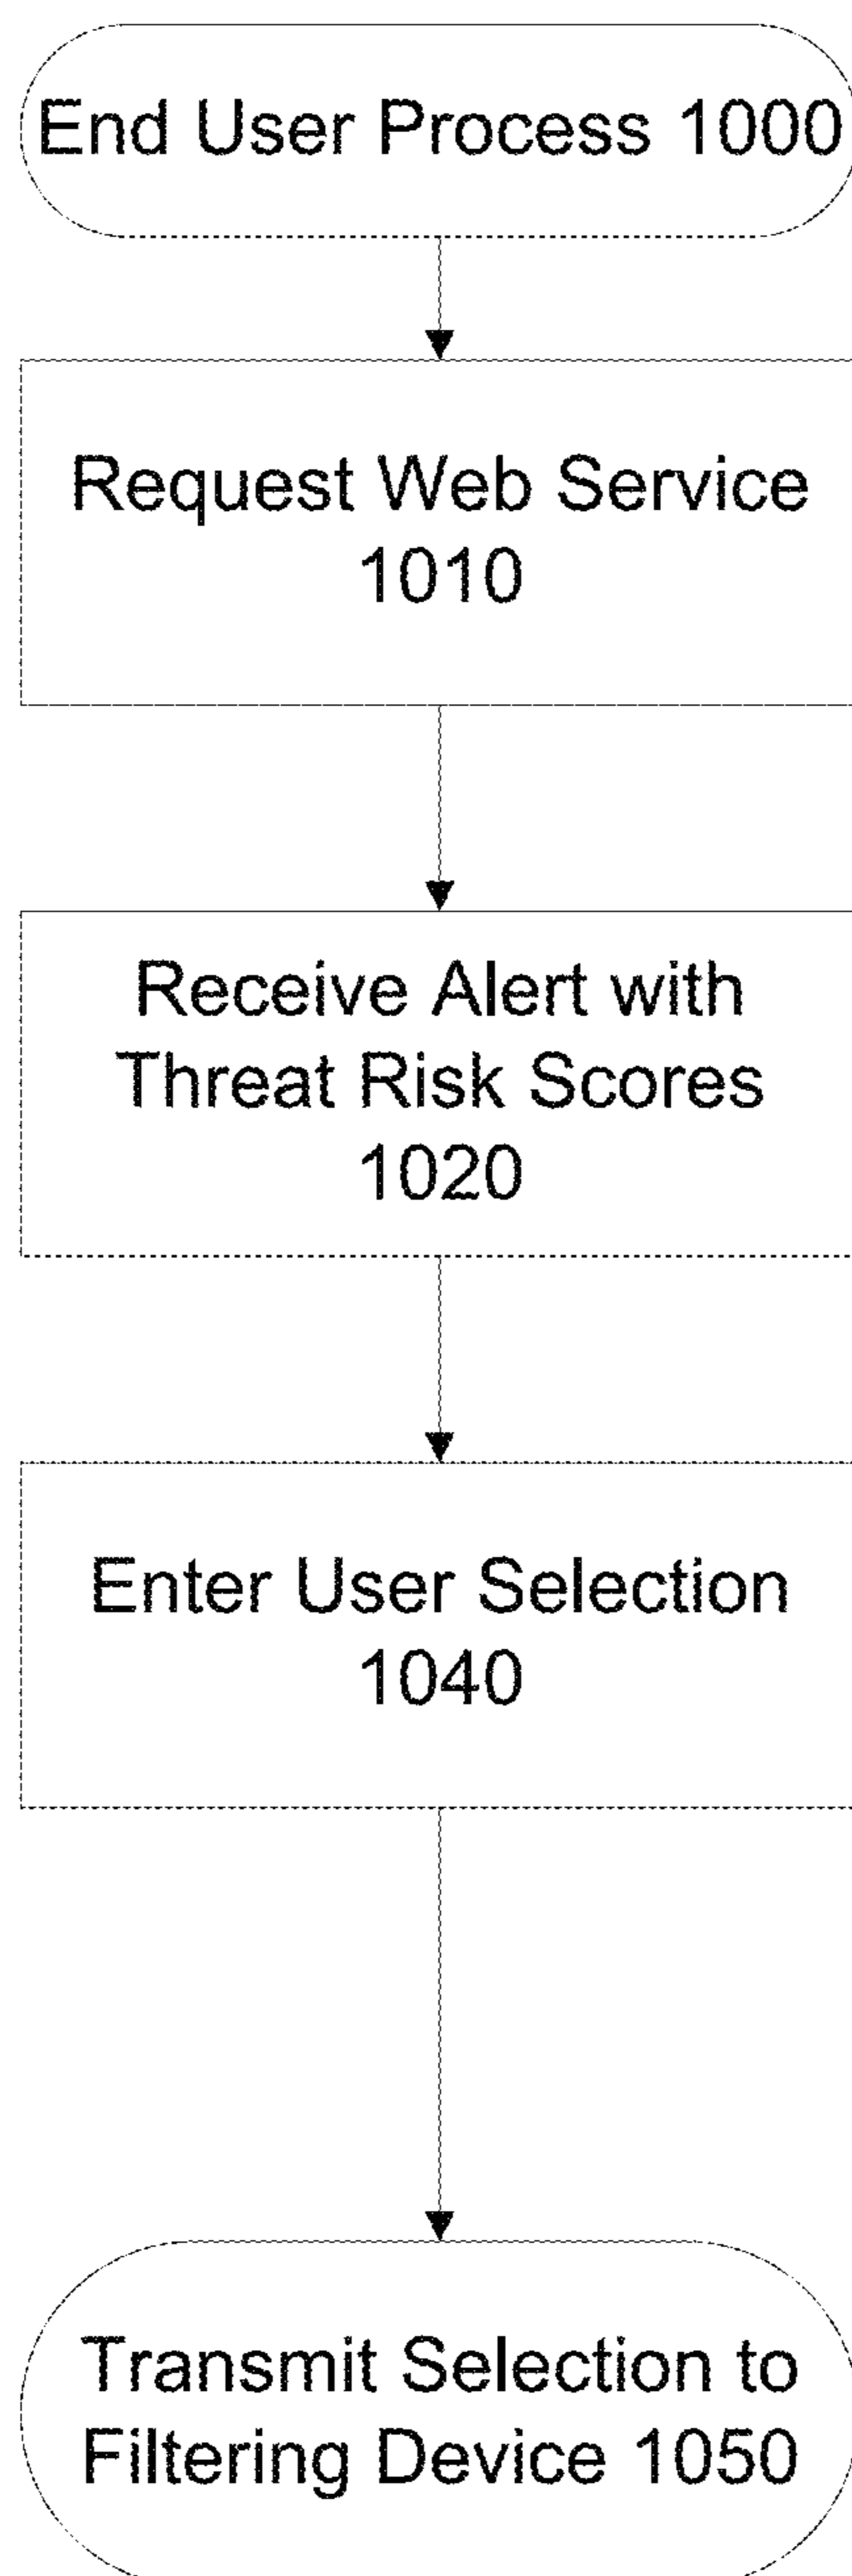 End User Process 1000
Request Web Service
1010
Receive Alert with
Threat Risk Scores
1020
Enter User Selection
1040
Transmit Selection to
Filtering Device 1050